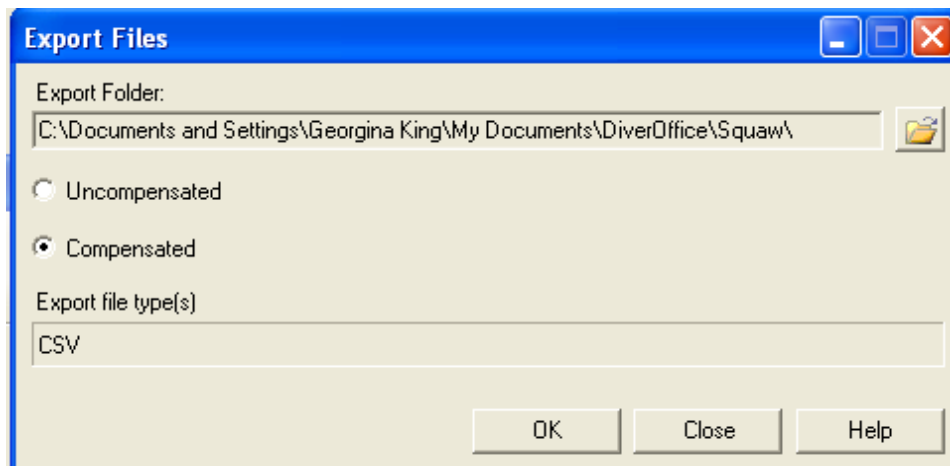 Export Files
Export Folder:
C:\Documents and Settings\Georgina King\My Documents\DiverOffice\Squaw\
Uncompensated
Compensated
Export file type(s)
CSV
OK Close Help